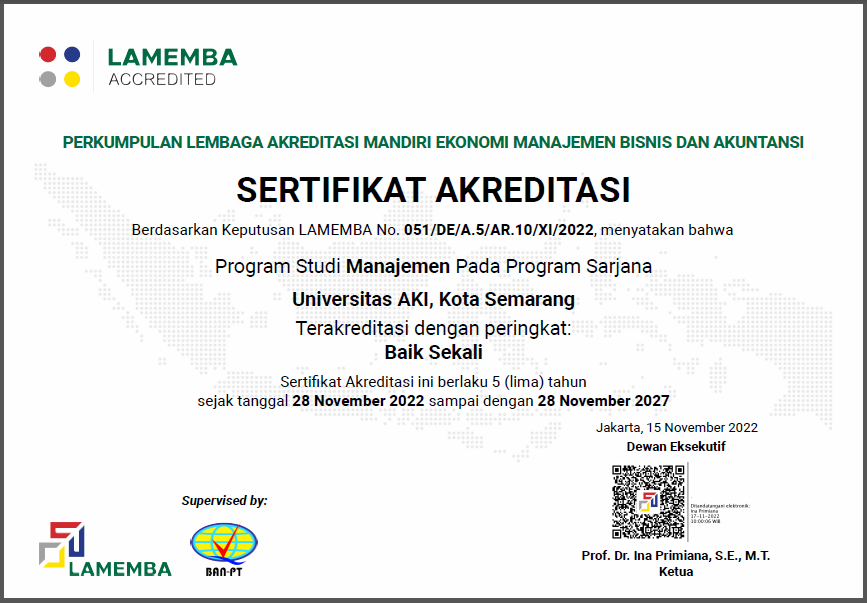 LAMEMBA
ACCREDITED
PERKUMPULAN LEMBAGA AKREDITASI MANDIRI EKONOMI MANAJEMEN BISNIS DAN AKUNTANSI
SERTIFIKAT AKREDITASI
Berdasarkan Keputusan LAMEMBA No. 051/DE/A.5/AR.10/XI/2022, menyatakan bahwa
Program Studi Manajemen Pada Program Sarjana
Universitas AKI, Kota Semarang
Terakreditasi dengan peringkat:
Baik Sekali
Sertifikat Akreditasi ini berlaku 5 (lima) tahun
sejak tanggal 28 November 2022 sampai dengan 28 November 2027
Jakarta, 15 November 2022
Dewan Eksekutif
Ditandatangani elektronik:
Ina Primiana
17-11-2022
10:00:06 WIB
Prof. Dr. Ina Primiana, S.E., M.T.
Ketua
Supervised by:
LAMEMBA
BAN-PT